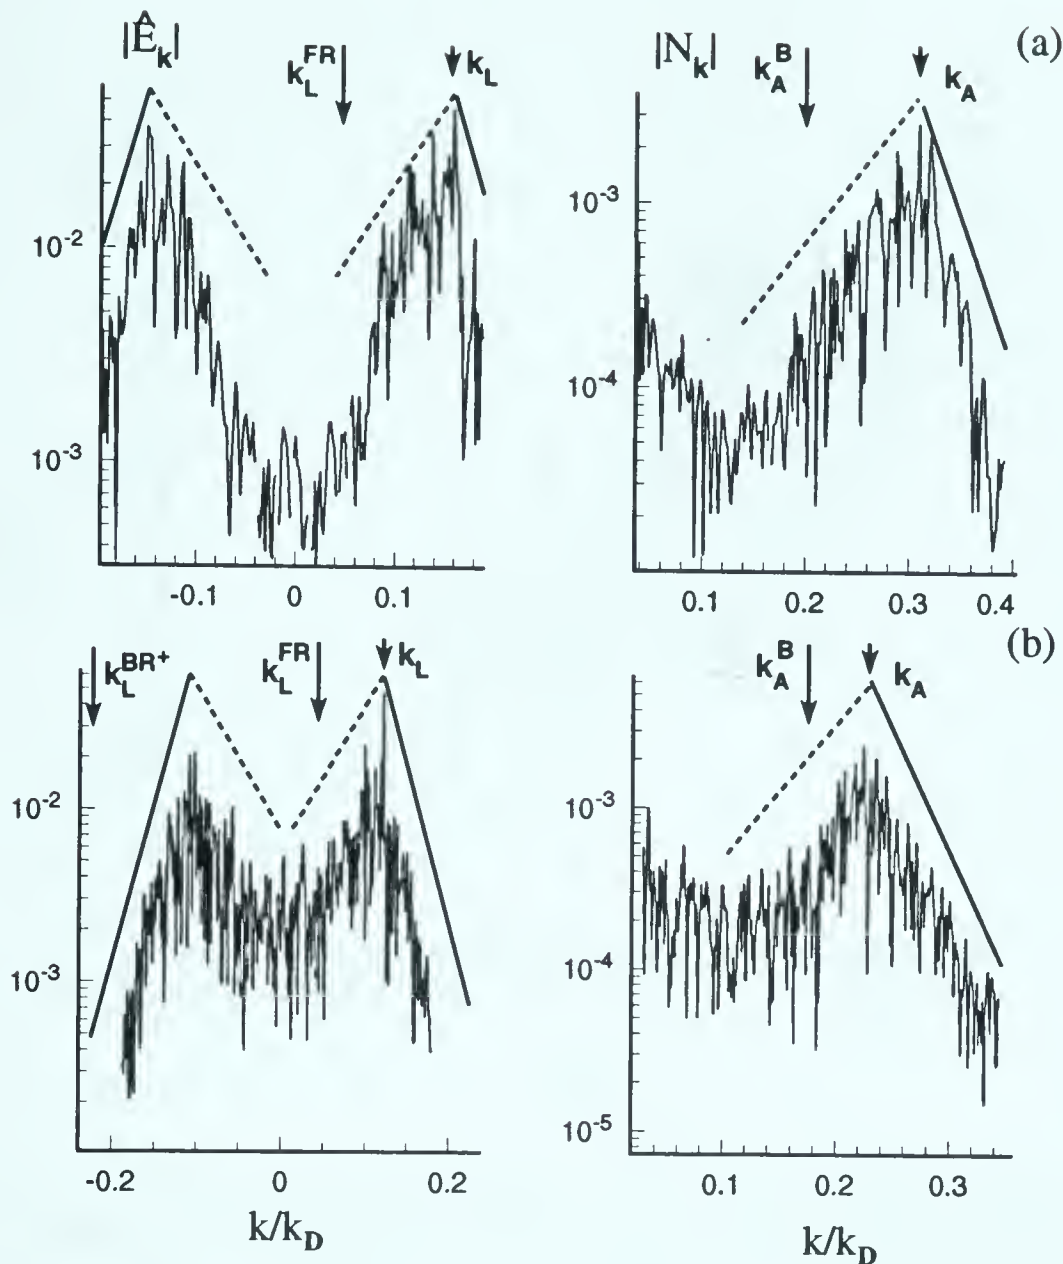 |Ê_k| k_L^FR k_L |N_k| k_A^B k_A (a)
10^-2
10^-3
10^-3
10^-4
-0.1 0 0.1 0.1 0.2 0.3 0.4
k_L^BR+ k_L^FR k_L k_A^B k_A (b)
10^-2
10^-3
10^-3
10^-4
10^-5
-0.2 0 0.2 0.1 0.2 0.3
k/k_D k/k_D